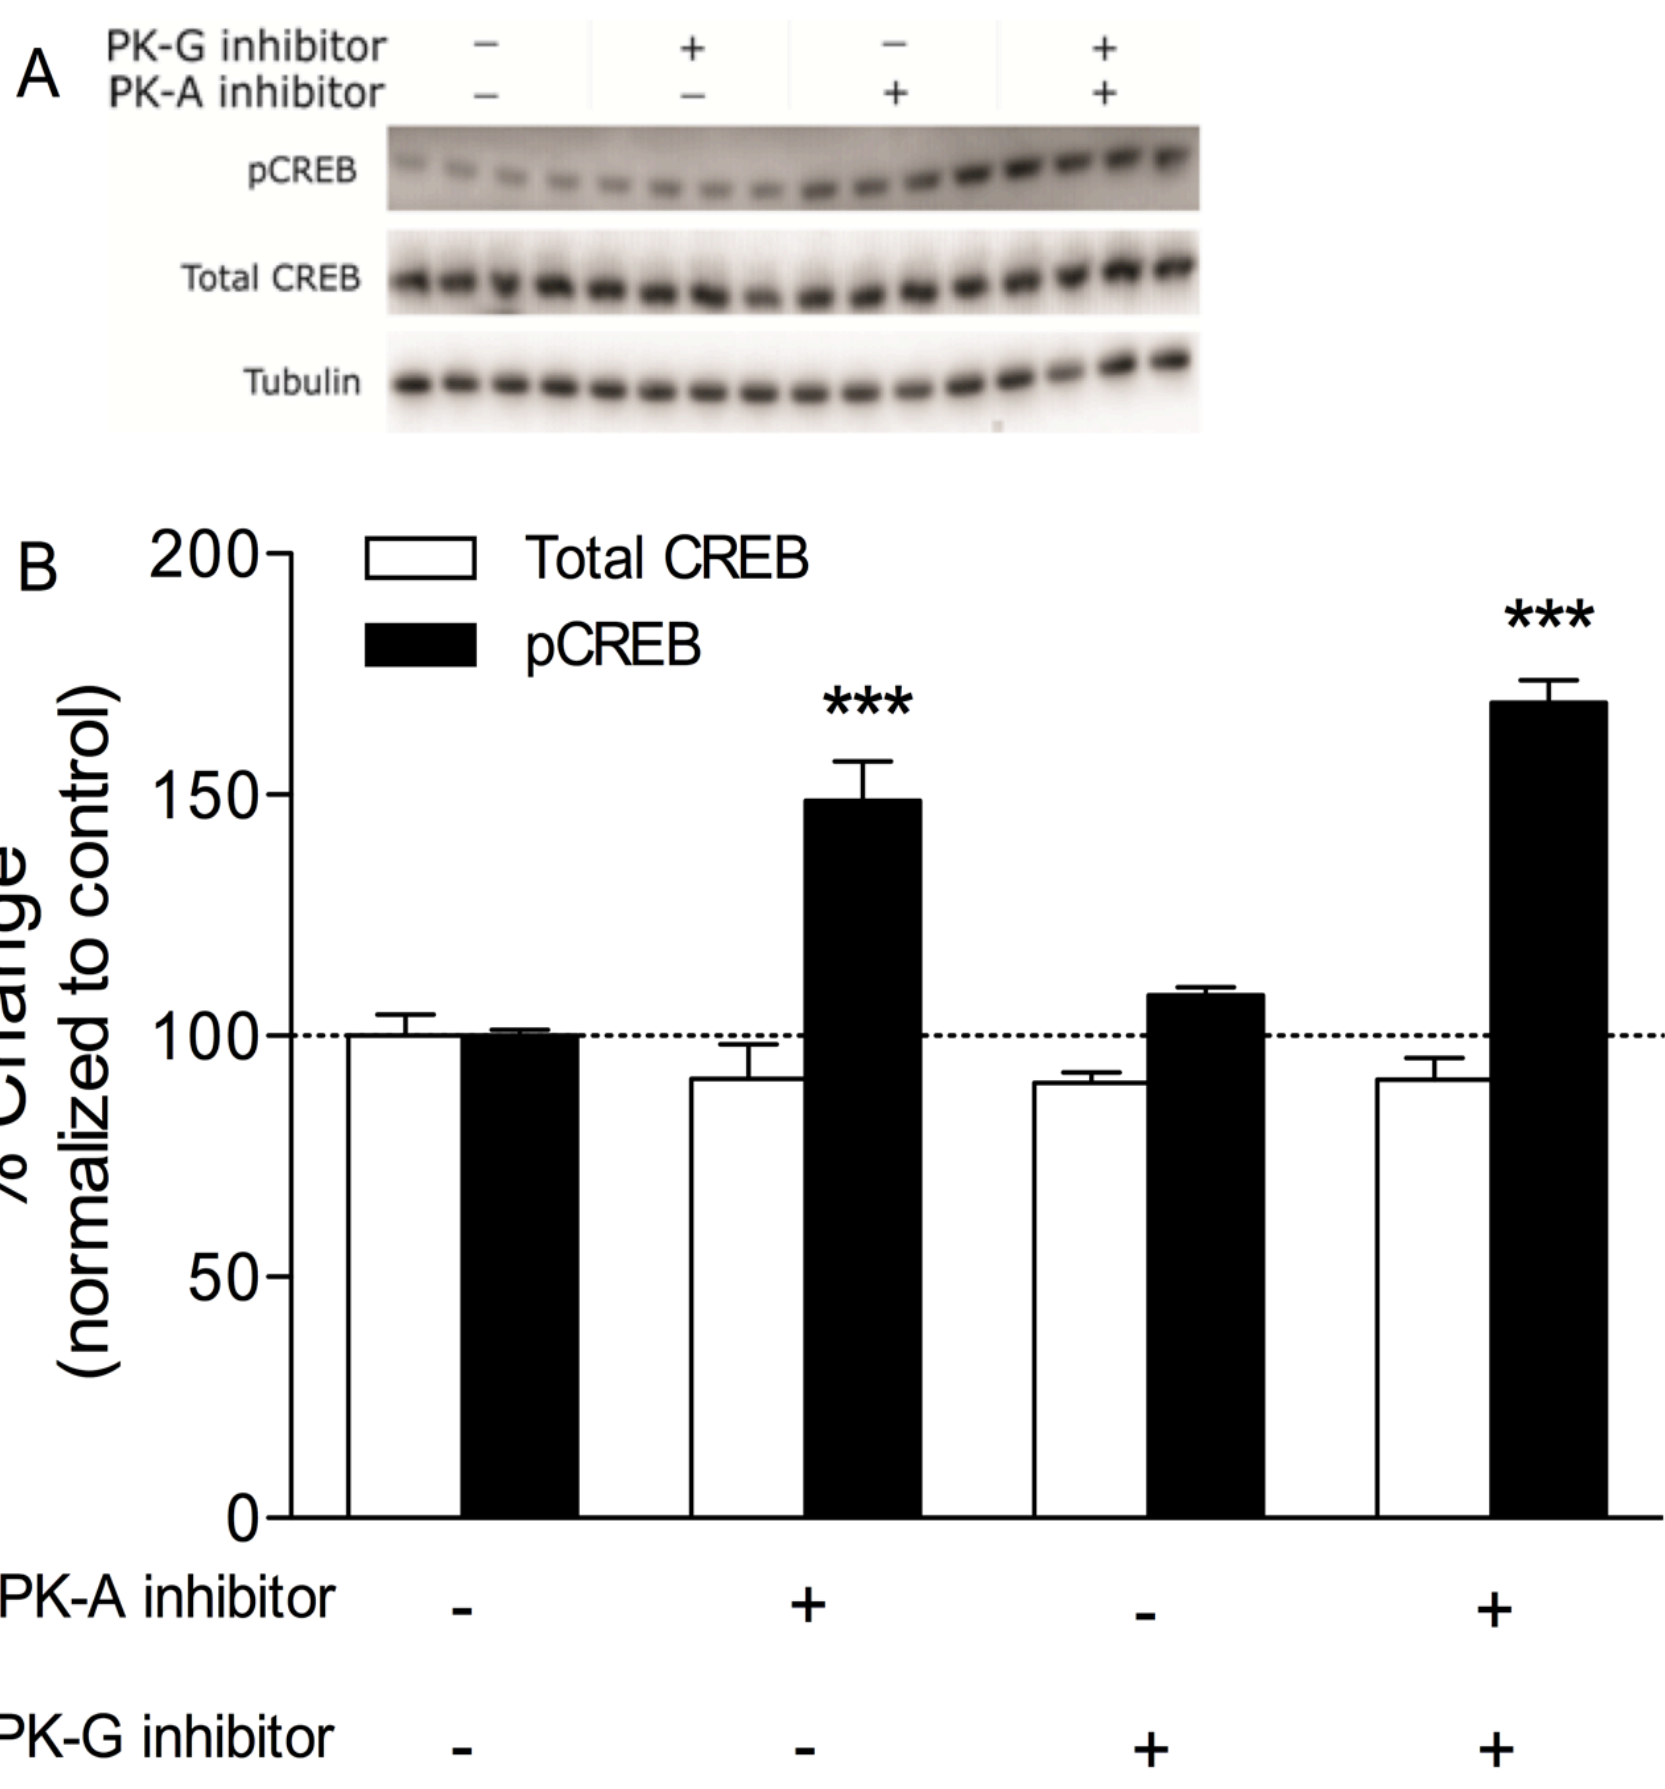 A
PK-G inhibitor – + – +
PK-A inhibitor – – + +
pCREB
Total CREB
Tubulin
B
200
Total CREB
pCREB
***
***
150
100
50
0
% Change
(normalized to control)
PK-A inhibitor - + - +
PK-G inhibitor - - + +